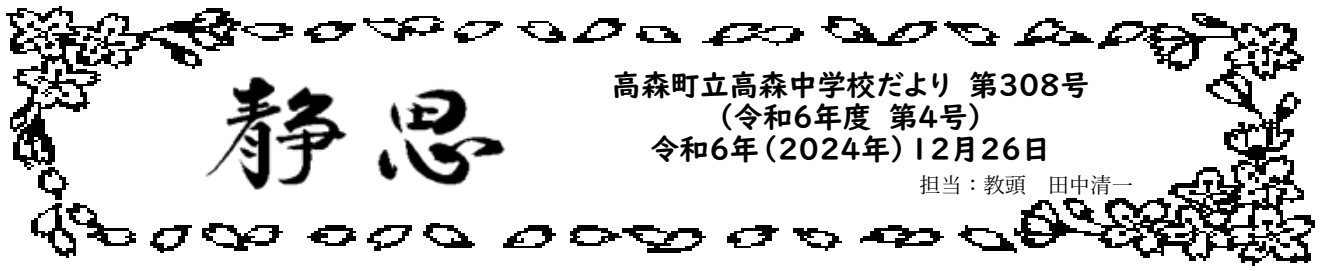 静思
高森町立高森中学校だより 第308号
(令和6年度 第4号)
令和6年(2024年)12月26日
担当:教頭 田中清一